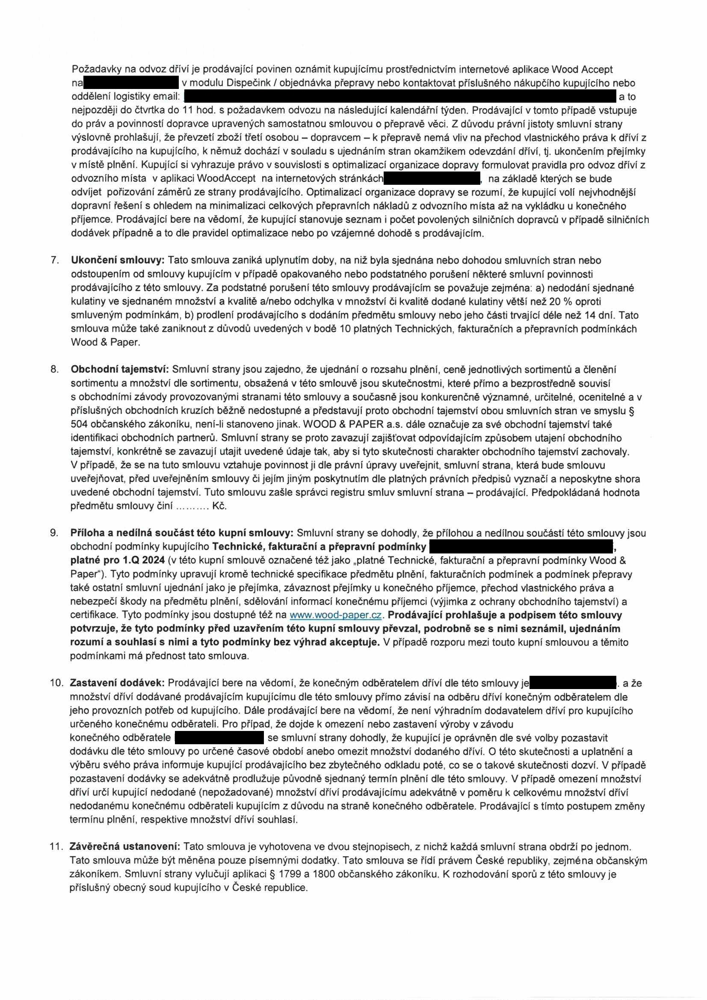 Požadavky na odvoz dříví je prodávající povinen oznámit kupujícímu prostřednictvím internetové aplikace Wood Accept
na v modulu Dispečink / objednávka přepravy nebo kontaktovat příslušného nákupčího kupujícího nebo
oddělení logistiky email: a to
nejpozději do čtvrtka do 11 hod. s požadavkem odvozu na následující kalendářní týden. Prodávající v tomto případě vstupuje
do práv a povinností dopravce upravených samostatnou smlouvou o přepravě věci. Z důvodu právní jistoty smluvní strany
výslovně prohlašují, že převzetí zboží třetí osobou – dopravcem – k přepravě nemá vliv na přechod vlastnického práva k dříví z
prodávajícího na kupujícího, k němuž dochází v souladu s ujednáním stran okamžikem odevzdání dříví, tj. ukončením přejímky
v místě plnění. Kupující si vyhrazuje právo v souvislosti s optimalizací organizace dopravy formulovat pravidla pro odvoz dříví z
odvozního místa v aplikaci WoodAccept na internetových stránkách , na základě kterých se bude
odvíjet pořizování záměrů ze strany prodávajícího. Optimalizací organizace dopravy se rozumí, že kupující volí nejvhodnější
dopravní řešení s ohledem na minimalizaci celkových přepravních nákladů z odvozního místa až na vykládku u konečného
příjemce. Prodávající bere na vědomí, že kupující stanovuje seznam i počet povolených silničních dopravců v případě silničních
dodávek případně a to dle pravidel optimalizace nebo po vzájemné dohodě s prodávajícím.
7. Ukončení smlouvy: Tato smlouva zaniká uplynutím doby, na niž byla sjednána nebo dohodou smluvních stran nebo
odstoupením od smlouvy kupujícím v případě opakovaného nebo podstatného porušení některé smluvní povinnosti
prodávajícího z této smlouvy. Za podstatné porušení této smlouvy prodávajícím se považuje zejména: a) nedodání sjednané
kulatiny ve sjednaném množství a kvalitě a/nebo odchylka v množství či kvalitě dodané kulatiny větší než 20 % oproti
smluveným podmínkám, b) prodlení prodávajícího s dodáním předmětu smlouvy nebo jeho části trvající déle než 14 dní. Tato
smlouva může také zaniknout z důvodů uvedených v bodě 10 platných Technických, fakturačních a přepravních podmínkách
Wood & Paper.
8. Obchodní tajemství: Smluvní strany jsou zajedno, že ujednání o rozsahu plnění, ceně jednotlivých sortimentů a členění
sortimentu a množství dle sortimentu, obsažená v této smlouvě jsou skutečnostmi, které přímo a bezprostředně souvisí
s obchodními závody provozovanými stranami této smlouvy a současně jsou konkurenčně významné, určitelné, ocenitelné a v
příslušných obchodních kruzích běžně nedostupné a představují proto obchodní tajemství obou smluvních stran ve smyslu §
504 občanského zákoníku, není-li stanoveno jinak. WOOD & PAPER a.s. dále označuje za své obchodní tajemství také
identifikaci obchodních partnerů. Smluvní strany se proto zavazují zajišťovat odpovídajícím způsobem utajení obchodního
tajemství, konkrétně se zavazují utajit uvedené údaje tak, aby si tyto skutečnosti charakter obchodního tajemství zachovaly.
V případě, že se na tuto smlouvu vztahuje povinnost ji dle právní úpravy uveřejnit, smluvní strana, která bude smlouvu
uveřejňovat, před uveřejněním smlouvy či jejím jiným poskytnutím dle platných právních předpisů vyznačí a neposkytne shora
uvedené obchodní tajemství. Tuto smlouvu zašle správci registru smluv smluvní strana – prodávající. Předpokládaná hodnota
předmětu smlouvy činí .......... Kč.
9. Příloha a nedílná součást této kupní smlouvy: Smluvní strany se dohodly, že přílohou a nedílnou součástí této smlouvy jsou
obchodní podmínky kupujícího Technické, fakturační a přepravní podmínky ,
platné pro 1.Q 2024 (v této kupní smlouvě označené též jako „platné Technické, fakturační a přepravní podmínky Wood &
Paper“). Tyto podmínky upravují kromě technické specifikace předmětu plnění, fakturačních podmínek a podmínek přepravy
také ostatní smluvní ujednání jako je přejímka, závaznost přejímky u konečného příjemce, přechod vlastnického práva a
nebezpečí škody na předmětu plnění, sdělování informací konečnému příjemci (výjimka z ochrany obchodního tajemství) a
certifikace. Tyto podmínky jsou dostupné též na www.wood-paper.cz. Prodávající prohlašuje a podpisem této smlouvy
potvrzuje, že tyto podmínky před uzavřením této kupní smlouvy převzal, podrobně se s nimi seznámil, ujednáním
rozumí a souhlasí s nimi a tyto podmínky bez výhrad akceptuje. V případě rozporu mezi touto kupní smlouvou a těmito
podmínkami má přednost tato smlouva.
10. Zastavení dodávek: Prodávající bere na vědomí, že konečným odběratelem dříví dle této smlouvy je . a že
množství dříví dodávané prodávajícím kupujícímu dle této smlouvy přímo závisí na odběru dříví konečným odběratelem dle
jeho provozních potřeb od kupujícího. Dále prodávající bere na vědomí, že není výhradním dodavatelem dříví pro kupujícího
určeného konečnému odběrateli. Pro případ, že dojde k omezení nebo zastavení výroby v závodu
konečného odběratele se smluvní strany dohodly, že kupující je oprávněn dle své volby pozastavit
dodávku dle této smlouvy po určené časové období anebo omezit množství dodaného dříví. O této skutečnosti a uplatnění a
výběru svého práva informuje kupující prodávajícího bez zbytečného odkladu poté, co se o takové skutečnosti dozví. V případě
pozastavení dodávky se adekvátně prodlužuje původně sjednaný termín plnění dle této smlouvy. V případě omezení množství
dříví určí kupující nedodané (nepožadované) množství dříví prodávajícímu adekvátně v poměru k celkovému množství dříví
nedodanému konečnému odběrateli kupujícím z důvodu na straně konečného odběratele. Prodávající s tímto postupem změny
termínu plnění, respektive množství dříví souhlasí.
11. Závěrečná ustanovení: Tato smlouva je vyhotovena ve dvou stejnopisech, z nichž každá smluvní strana obdrží po jednom.
Tato smlouva může být měněna pouze písemnými dodatky. Tato smlouva se řídí právem České republiky, zejména občanským
zákoníkem. Smluvní strany vylučují aplikaci § 1799 a 1800 občanského zákoníku. K rozhodování sporů z této smlouvy je
příslušný obecný soud kupujícího v České republice.